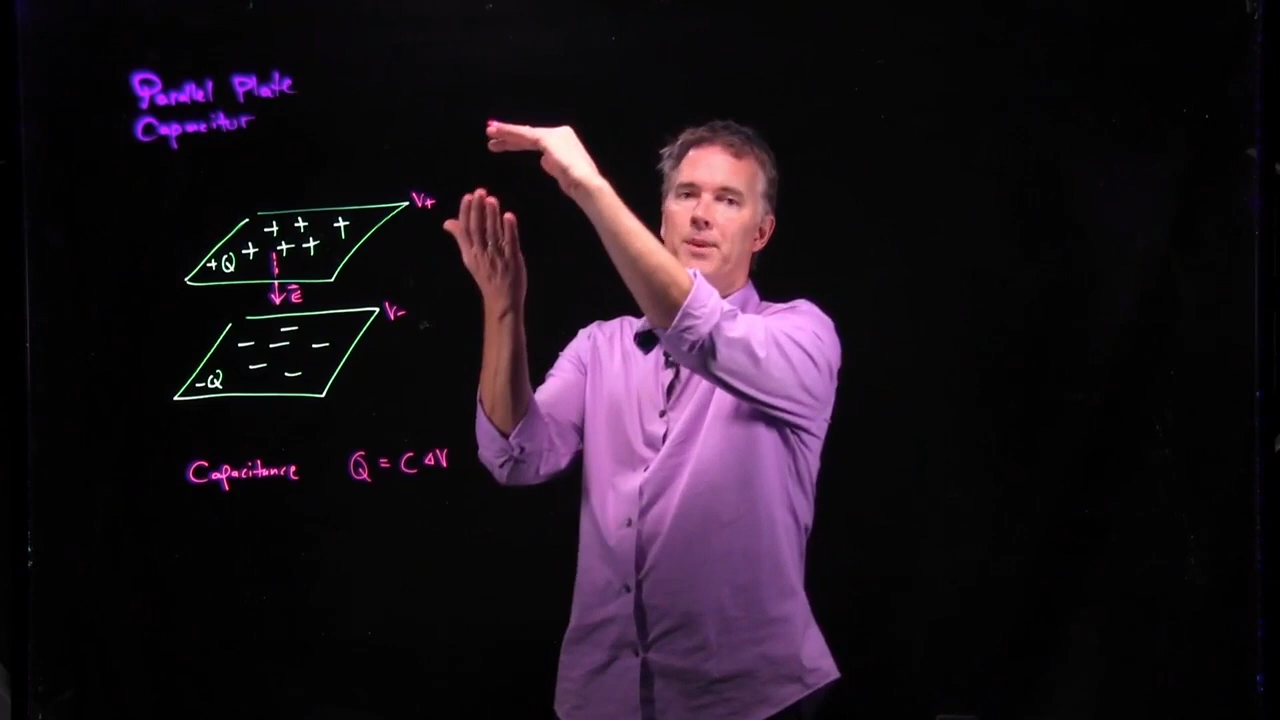 Parallel Plate
Capacitor
V+
+ + +
+ + +
+Q
E
V-
- - - -
- -
-Q
Capacitance Q = C ΔV